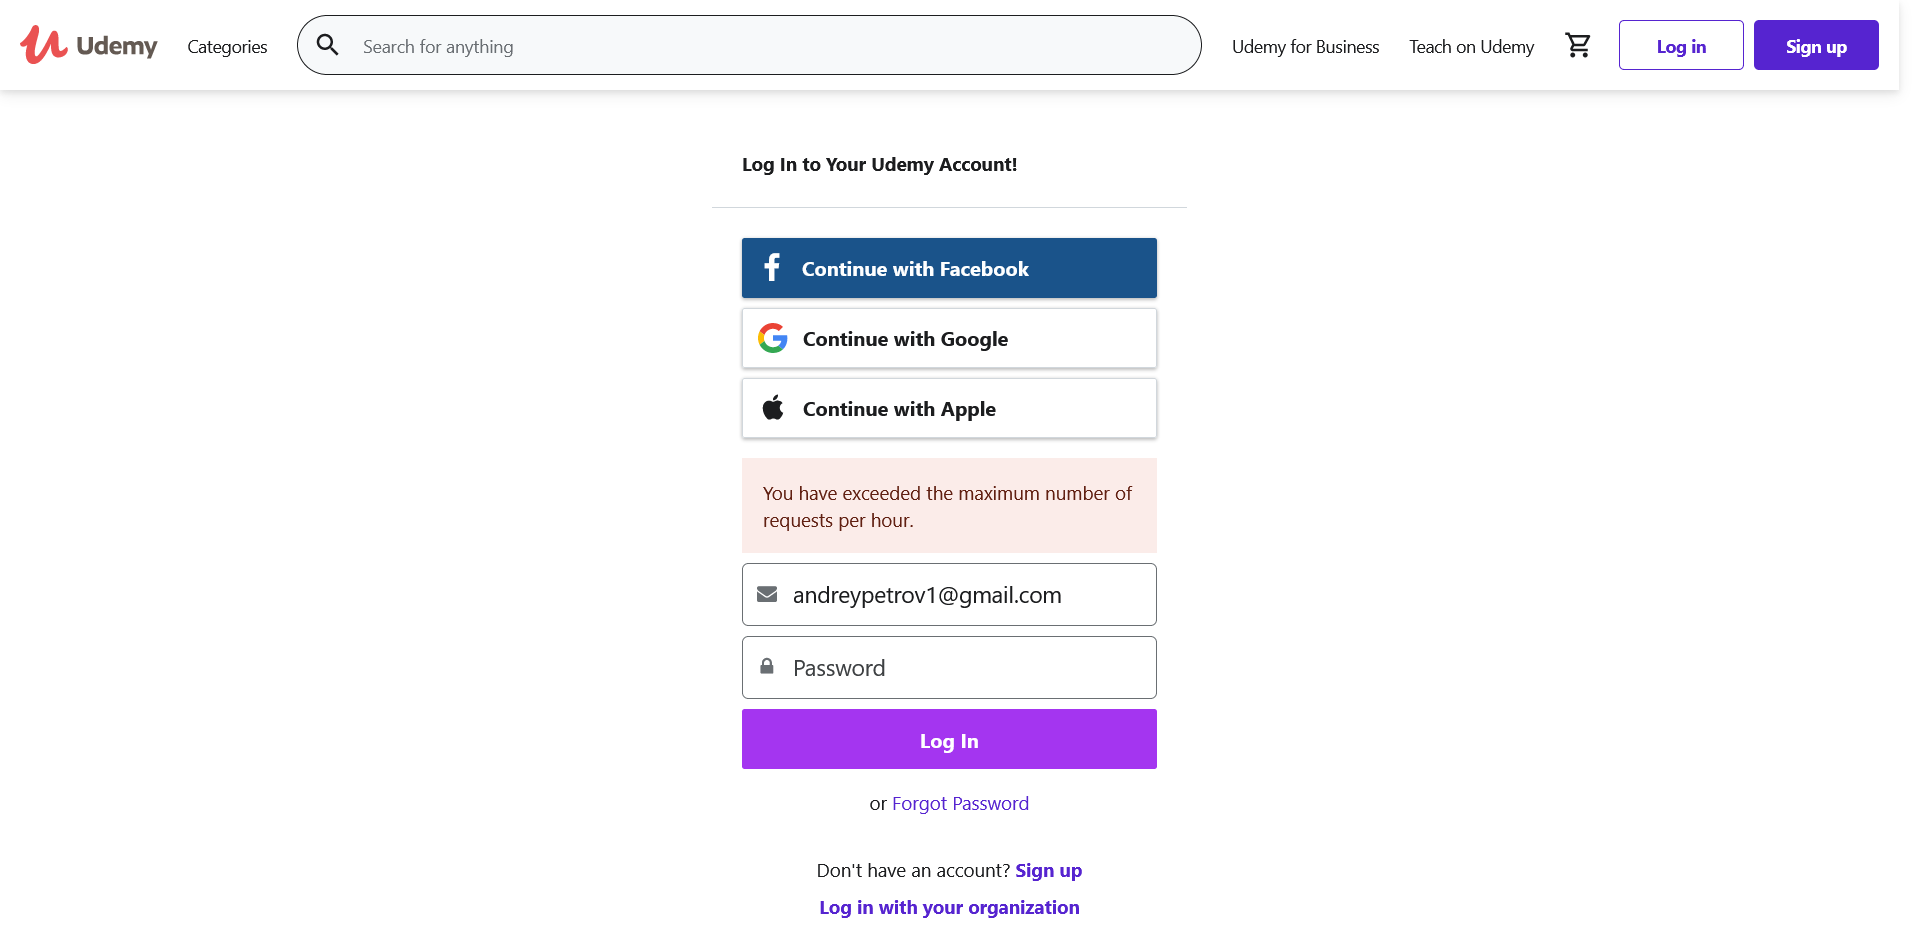 Udemy
Categories
Search for anything
Udemy for Business
Teach on Udemy
Log in
Sign up
Log In to Your Udemy Account!
Continue with Facebook
Continue with Google
Continue with Apple
You have exceeded the maximum number of
requests per hour.
andreypetrov1@gmail.com
Password
Log In
or Forgot Password
Don't have an account? Sign up
Log in with your organization